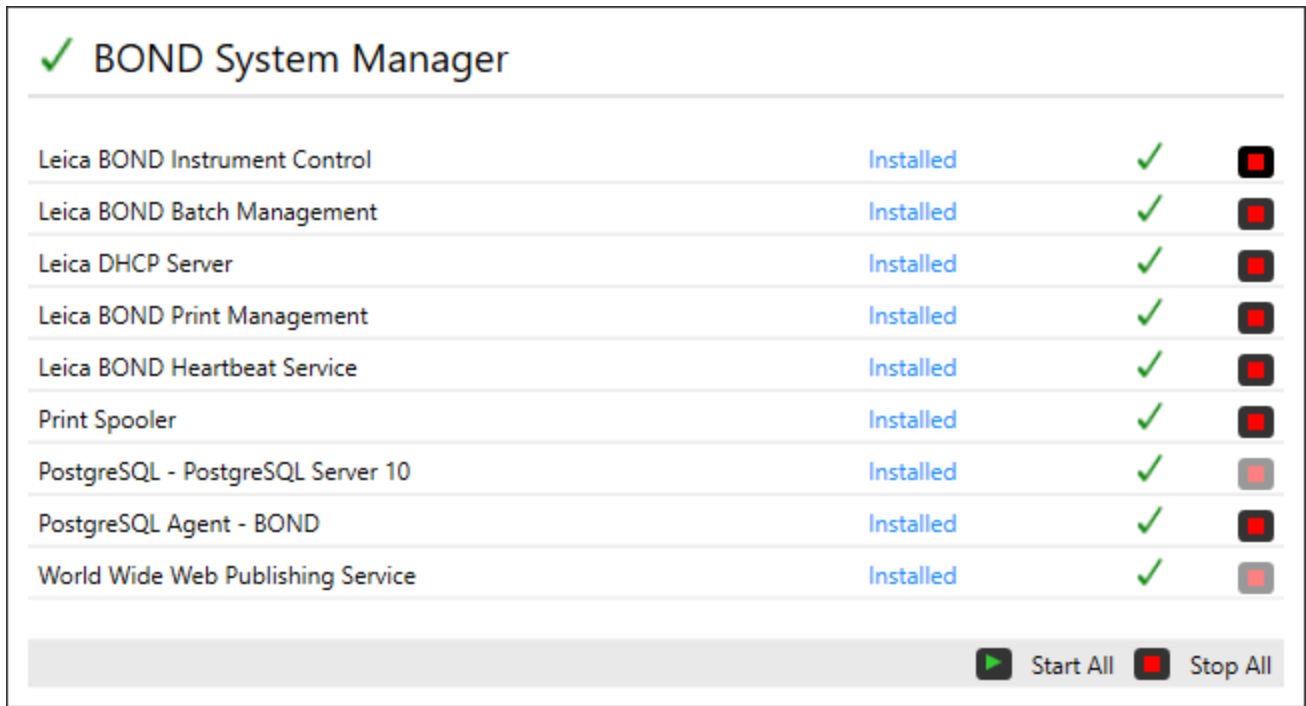 BOND System Manager
Leica BOND Instrument Control Installed
Leica BOND Batch Management Installed
Leica DHCP Server Installed
Leica BOND Print Management Installed
Leica BOND Heartbeat Service Installed
Print Spooler Installed
PostgreSQL - PostgreSQL Server 10 Installed
PostgreSQL Agent - BOND Installed
World Wide Web Publishing Service Installed
Start All Stop All